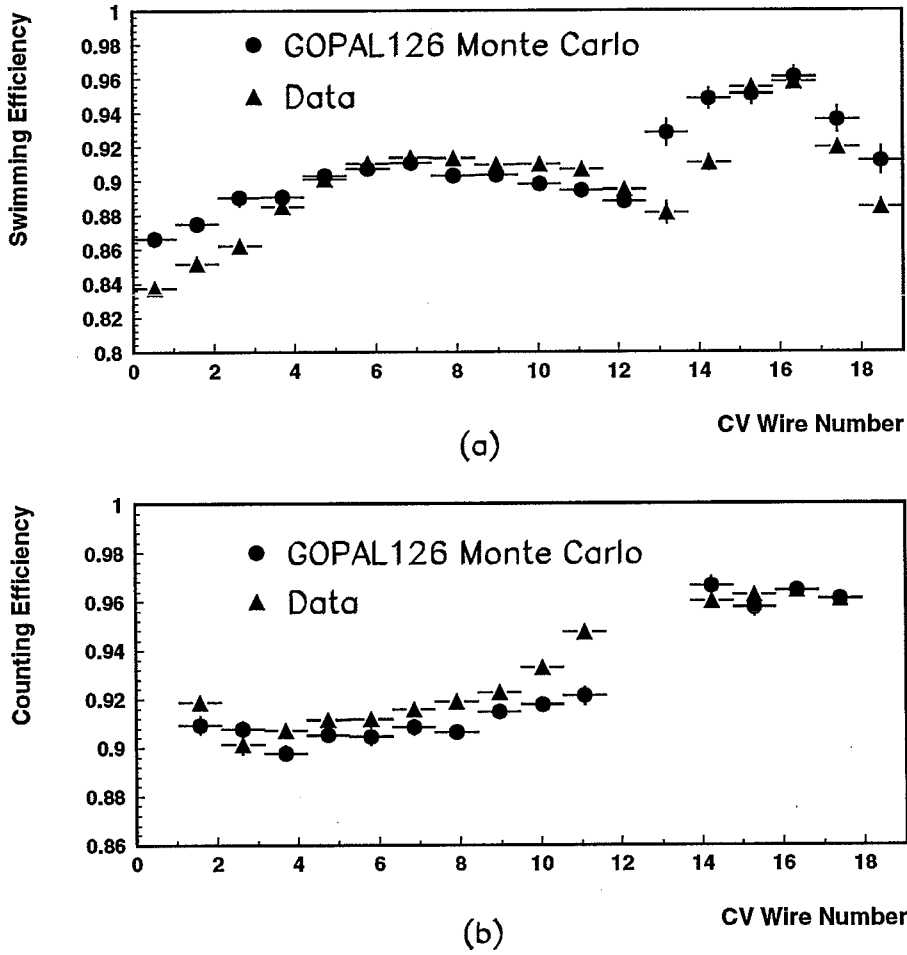 Swimming Efficiency
1
0.98
0.96
0.94
0.92
0.9
0.88
0.86
0.84
0.82
0.8
GOPAL126 Monte Carlo
Data
0 2 4 6 8 10 12 14 16 18
CV Wire Number
(a)
Counting Efficiency
1
0.98
0.96
0.94
0.92
0.9
0.88
0.86
GOPAL126 Monte Carlo
Data
0 2 4 6 8 10 12 14 16 18
CV Wire Number
(b)